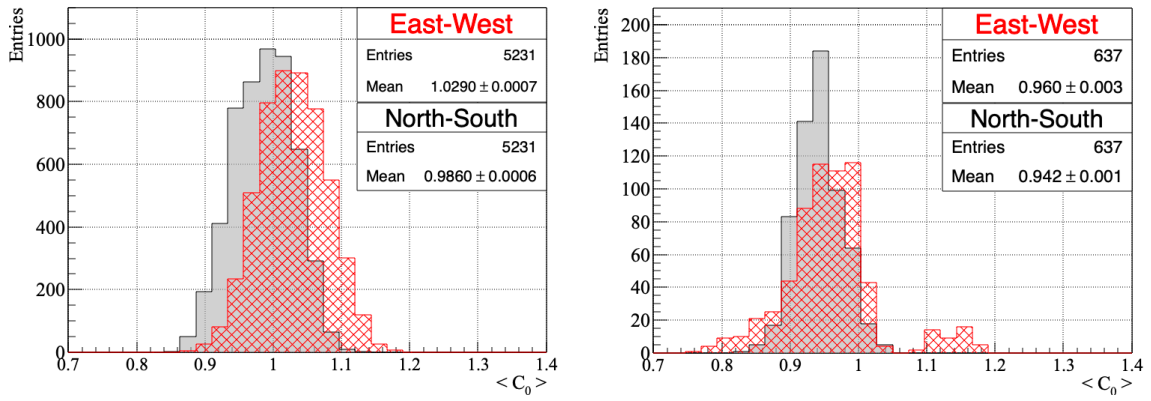 Entries
1000
800
600
400
200
0
0.7
0.8
0.9
1
1.1
1.2
1.3
1.4
< C0 >
East-West
Entries 5231
Mean 1.0290 ± 0.0007
North-South
Entries 5231
Mean 0.9860 ± 0.0006
Entries
200
180
160
140
120
100
80
60
40
20
0
0.7
0.8
0.9
1
1.1
1.2
1.3
1.4
< C0 >
East-West
Entries 637
Mean 0.960 ± 0.003
North-South
Entries 637
Mean 0.942 ± 0.001